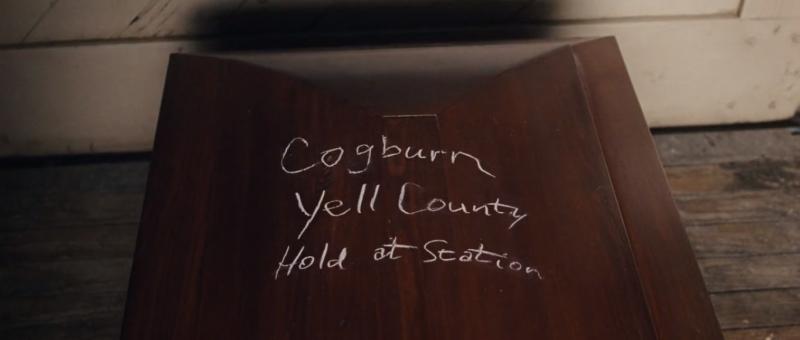 Cogburn
Yell County
Hold at Station